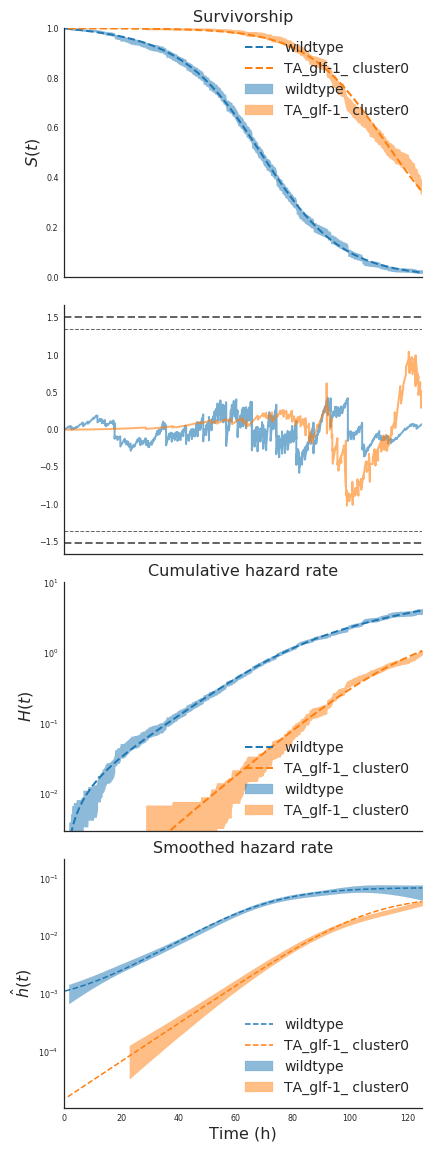 Survivorship
1.0
0.8
0.6
0.4
0.2
0.0
S(t)
wildtype
TA_glf-1_ cluster0
wildtype
TA_glf-1_ cluster0
1.5
1.0
0.5
0.0
−0.5
−1.0
−1.5
Cumulative hazard rate
10¹
10⁰
10⁻¹
10⁻²
H(t)
wildtype
TA_glf-1_ cluster0
wildtype
TA_glf-1_ cluster0
Smoothed hazard rate
10⁻¹
10⁻²
10⁻³
10⁻⁴
ĥ(t)
wildtype
TA_glf-1_ cluster0
wildtype
TA_glf-1_ cluster0
0 20 40 60 80 100 120
Time (h)